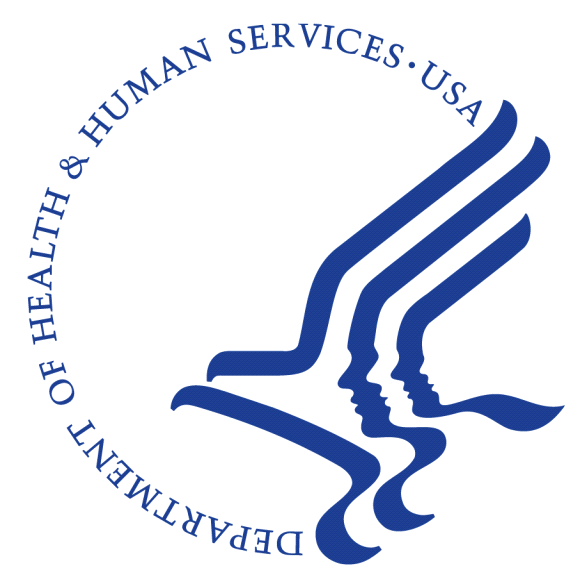 DEPARTMENT OF HEALTH & HUMAN SERVICES · USA